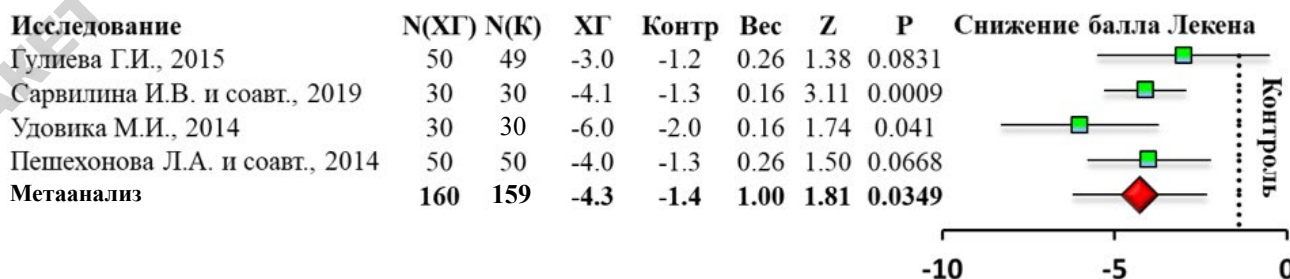 Исследование N(ХГ) N(К) ХГ Контр Вес Z P Снижение балла Лекена
Гулиева Г.И., 2015 50 49 -3.0 -1.2 0.26 1.38 0.0831
Сарвилина И.В. и соавт., 2019 30 30 -4.1 -1.3 0.16 3.11 0.0009
Удовика М.И., 2014 30 30 -6.0 -2.0 0.16 1.74 0.041
Пешехонова Л.А. и соавт., 2014 50 50 -4.0 -1.3 0.26 1.50 0.0668
Метаанализ 160 159 -4.3 -1.4 1.00 1.81 0.0349
Контроль
-10 -5 0